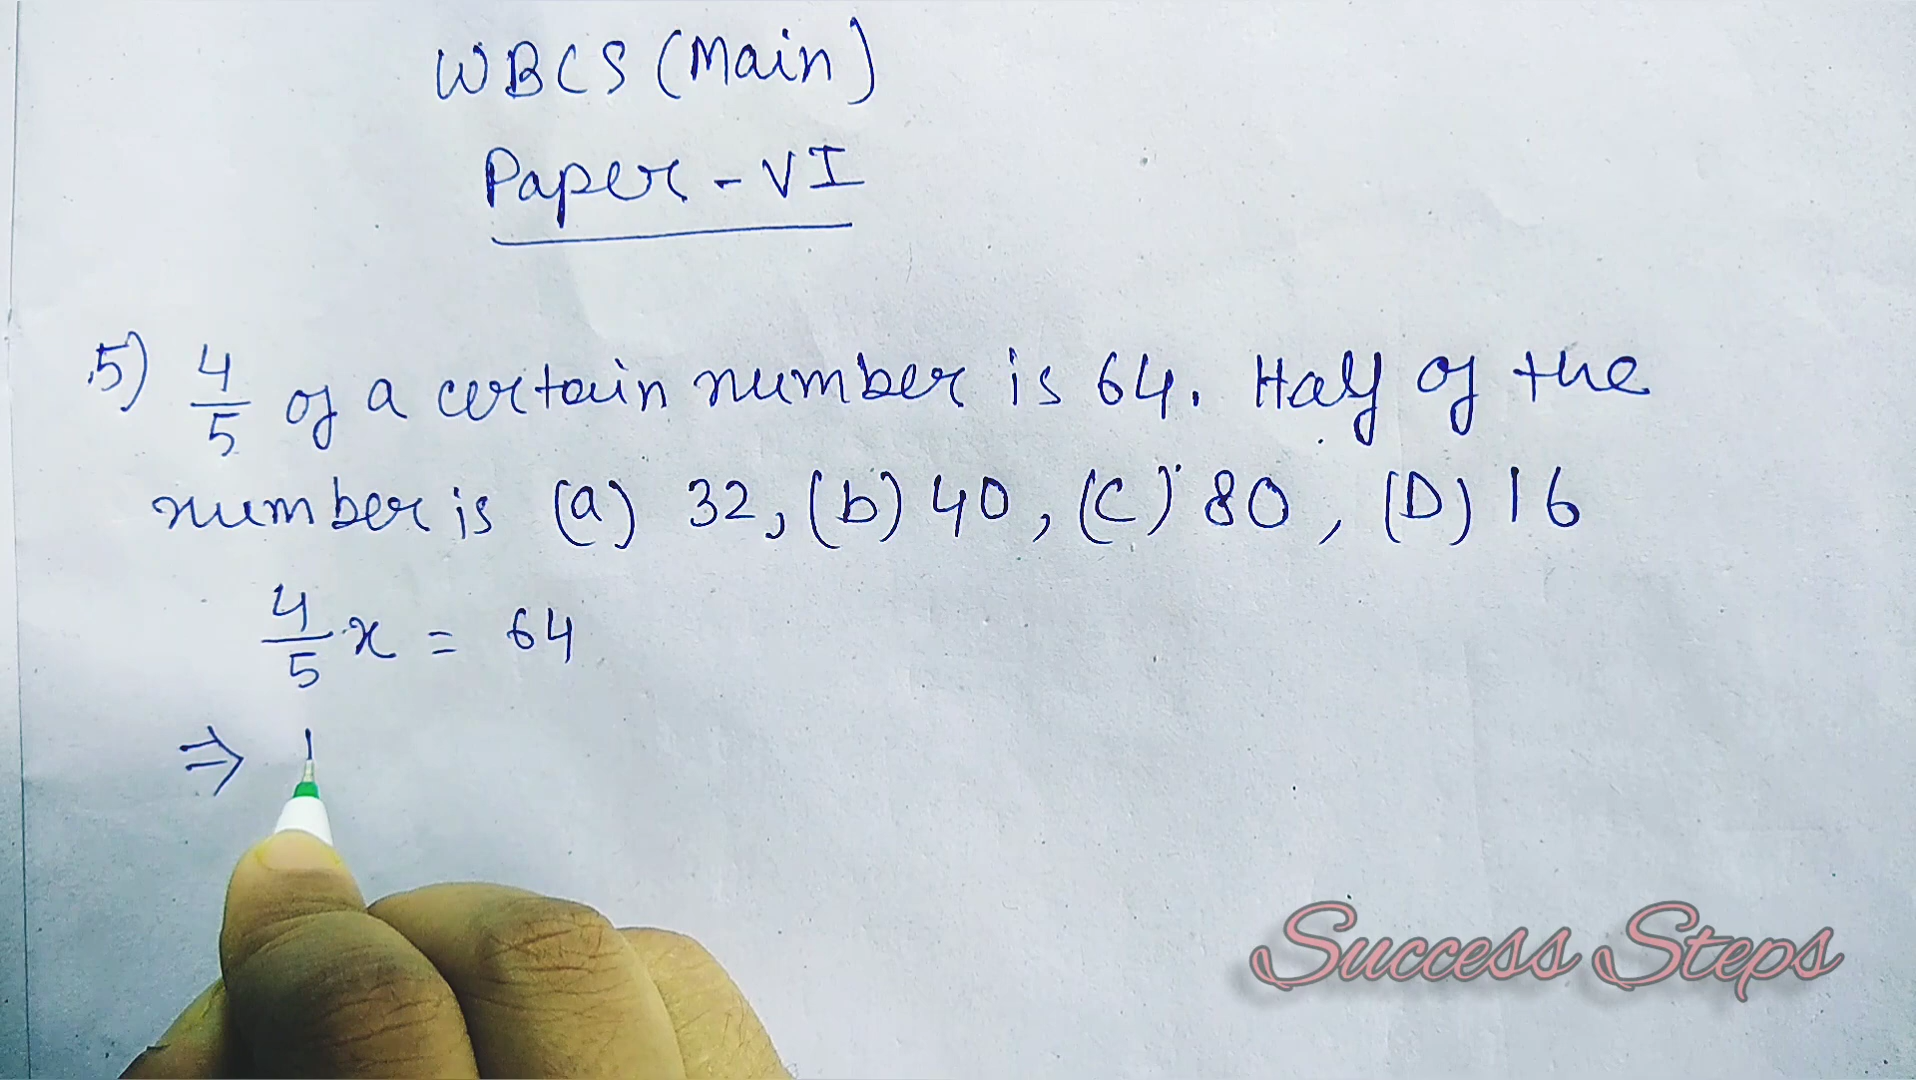 WBCS (Main)
Paper - VI
5) 4/5 of a certain number is 64. Half of the
number is (a) 32, (b) 40, (C) 80, (D) 16
4/5 x = 64
⇒ 1
Success Steps